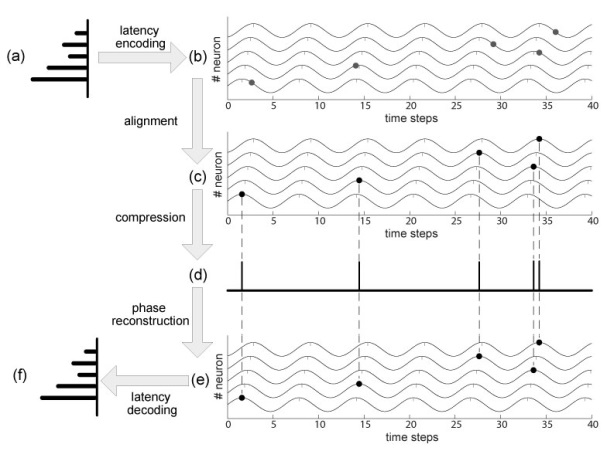 latency
encoding
(a)
(b)
# neuron
0 5 10 15 20 25 30 35 40
time steps
alignment
(c)
# neuron
0 5 10 15 20 25 30 35 40
time steps
compression
(d)
phase
reconstruction
(f)
(e)
# neuron
latency
decoding
0 5 10 15 20 25 30 35 40
time steps